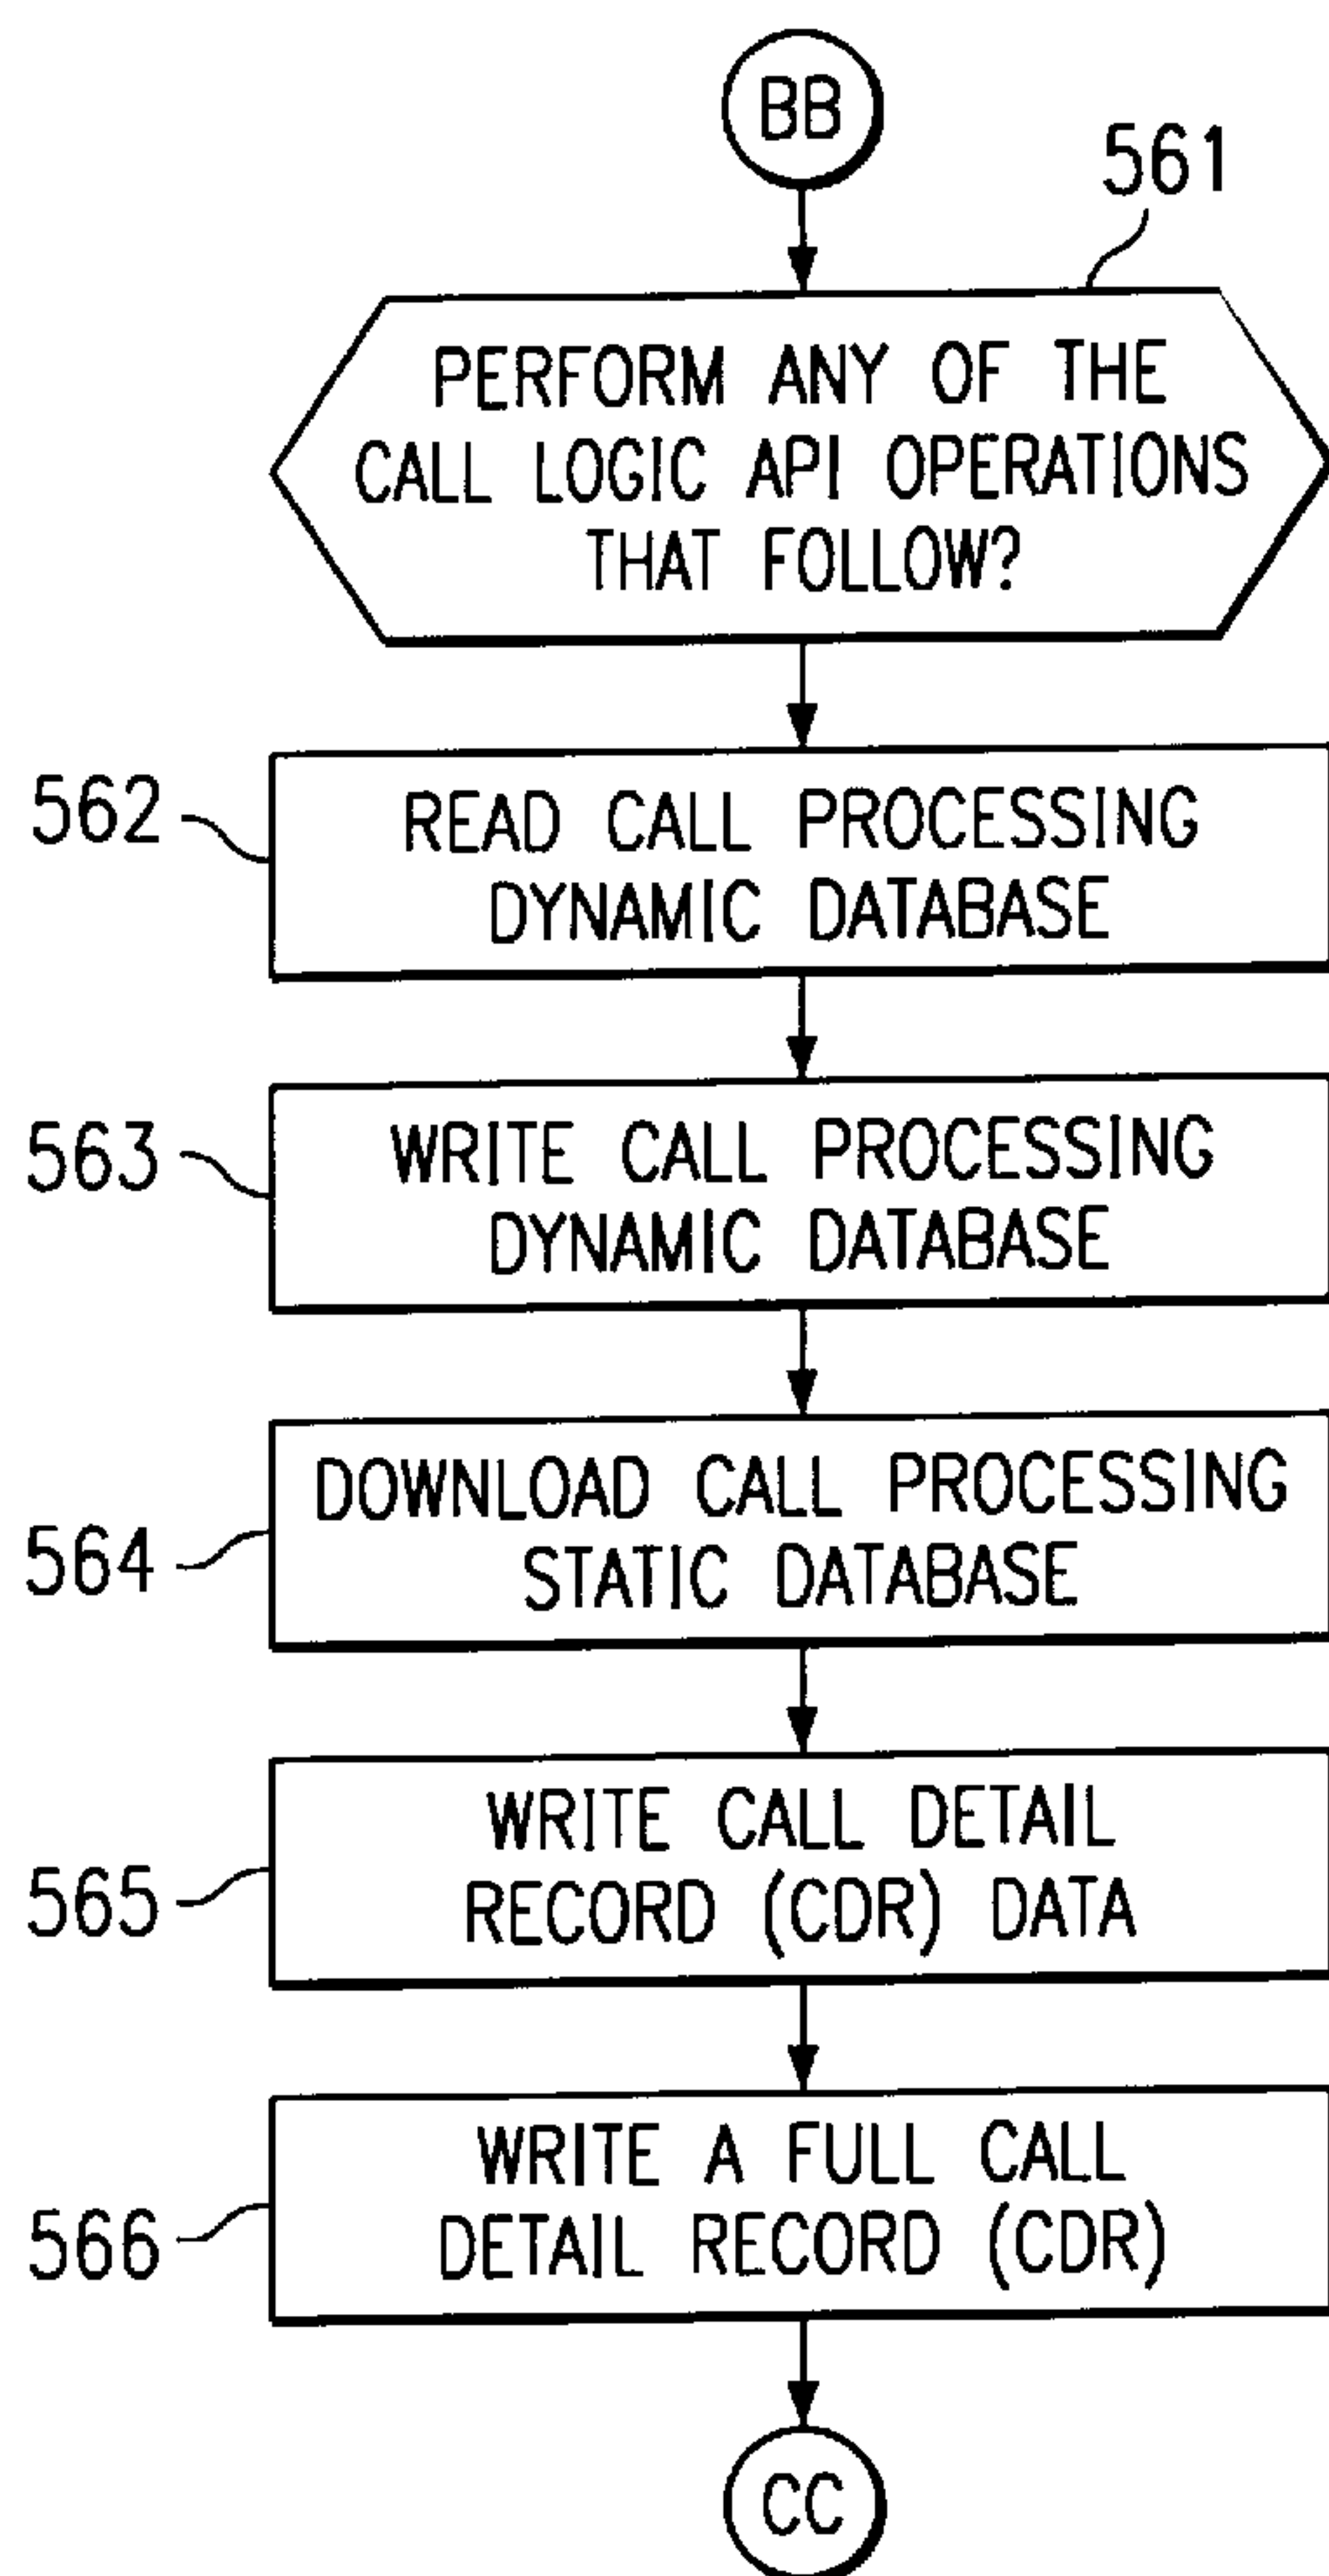 BB
561
PERFORM ANY OF THE
CALL LOGIC API OPERATIONS
THAT FOLLOW?
562
READ CALL PROCESSING
DYNAMIC DATABASE
563
WRITE CALL PROCESSING
DYNAMIC DATABASE
564
DOWNLOAD CALL PROCESSING
STATIC DATABASE
565
WRITE CALL DETAIL
RECORD (CDR) DATA
566
WRITE A FULL CALL
DETAIL RECORD (CDR)
CC